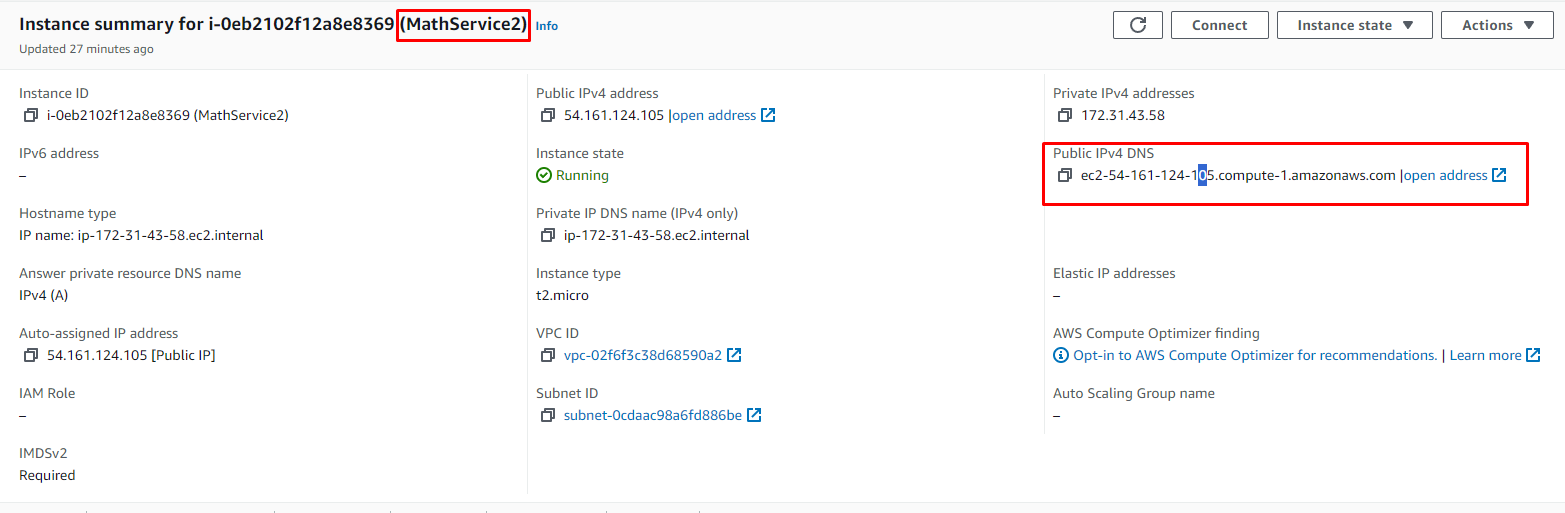 Instance summary for i-0eb2102f12a8e8369 (MathService2) Info
Updated 27 minutes ago
Connect
Instance state
Actions
Instance ID
i-0eb2102f12a8e8369 (MathService2)
Public IPv4 address
54.161.124.105 |open address
Private IPv4 addresses
172.31.43.58
IPv6 address
–
Instance state
Running
Public IPv4 DNS
ec2-54-161-124-105.compute-1.amazonaws.com |open address
Hostname type
IP name: ip-172-31-43-58.ec2.internal
Private IP DNS name (IPv4 only)
ip-172-31-43-58.ec2.internal
Answer private resource DNS name
IPv4 (A)
Instance type
t2.micro
Elastic IP addresses
–
Auto-assigned IP address
54.161.124.105 [Public IP]
VPC ID
vpc-02f6f3c38d68590a2
AWS Compute Optimizer finding
Opt-in to AWS Compute Optimizer for recommendations. | Learn more
IAM Role
–
Subnet ID
subnet-0cdaac98a6fd886be
Auto Scaling Group name
–
IMDSv2
Required